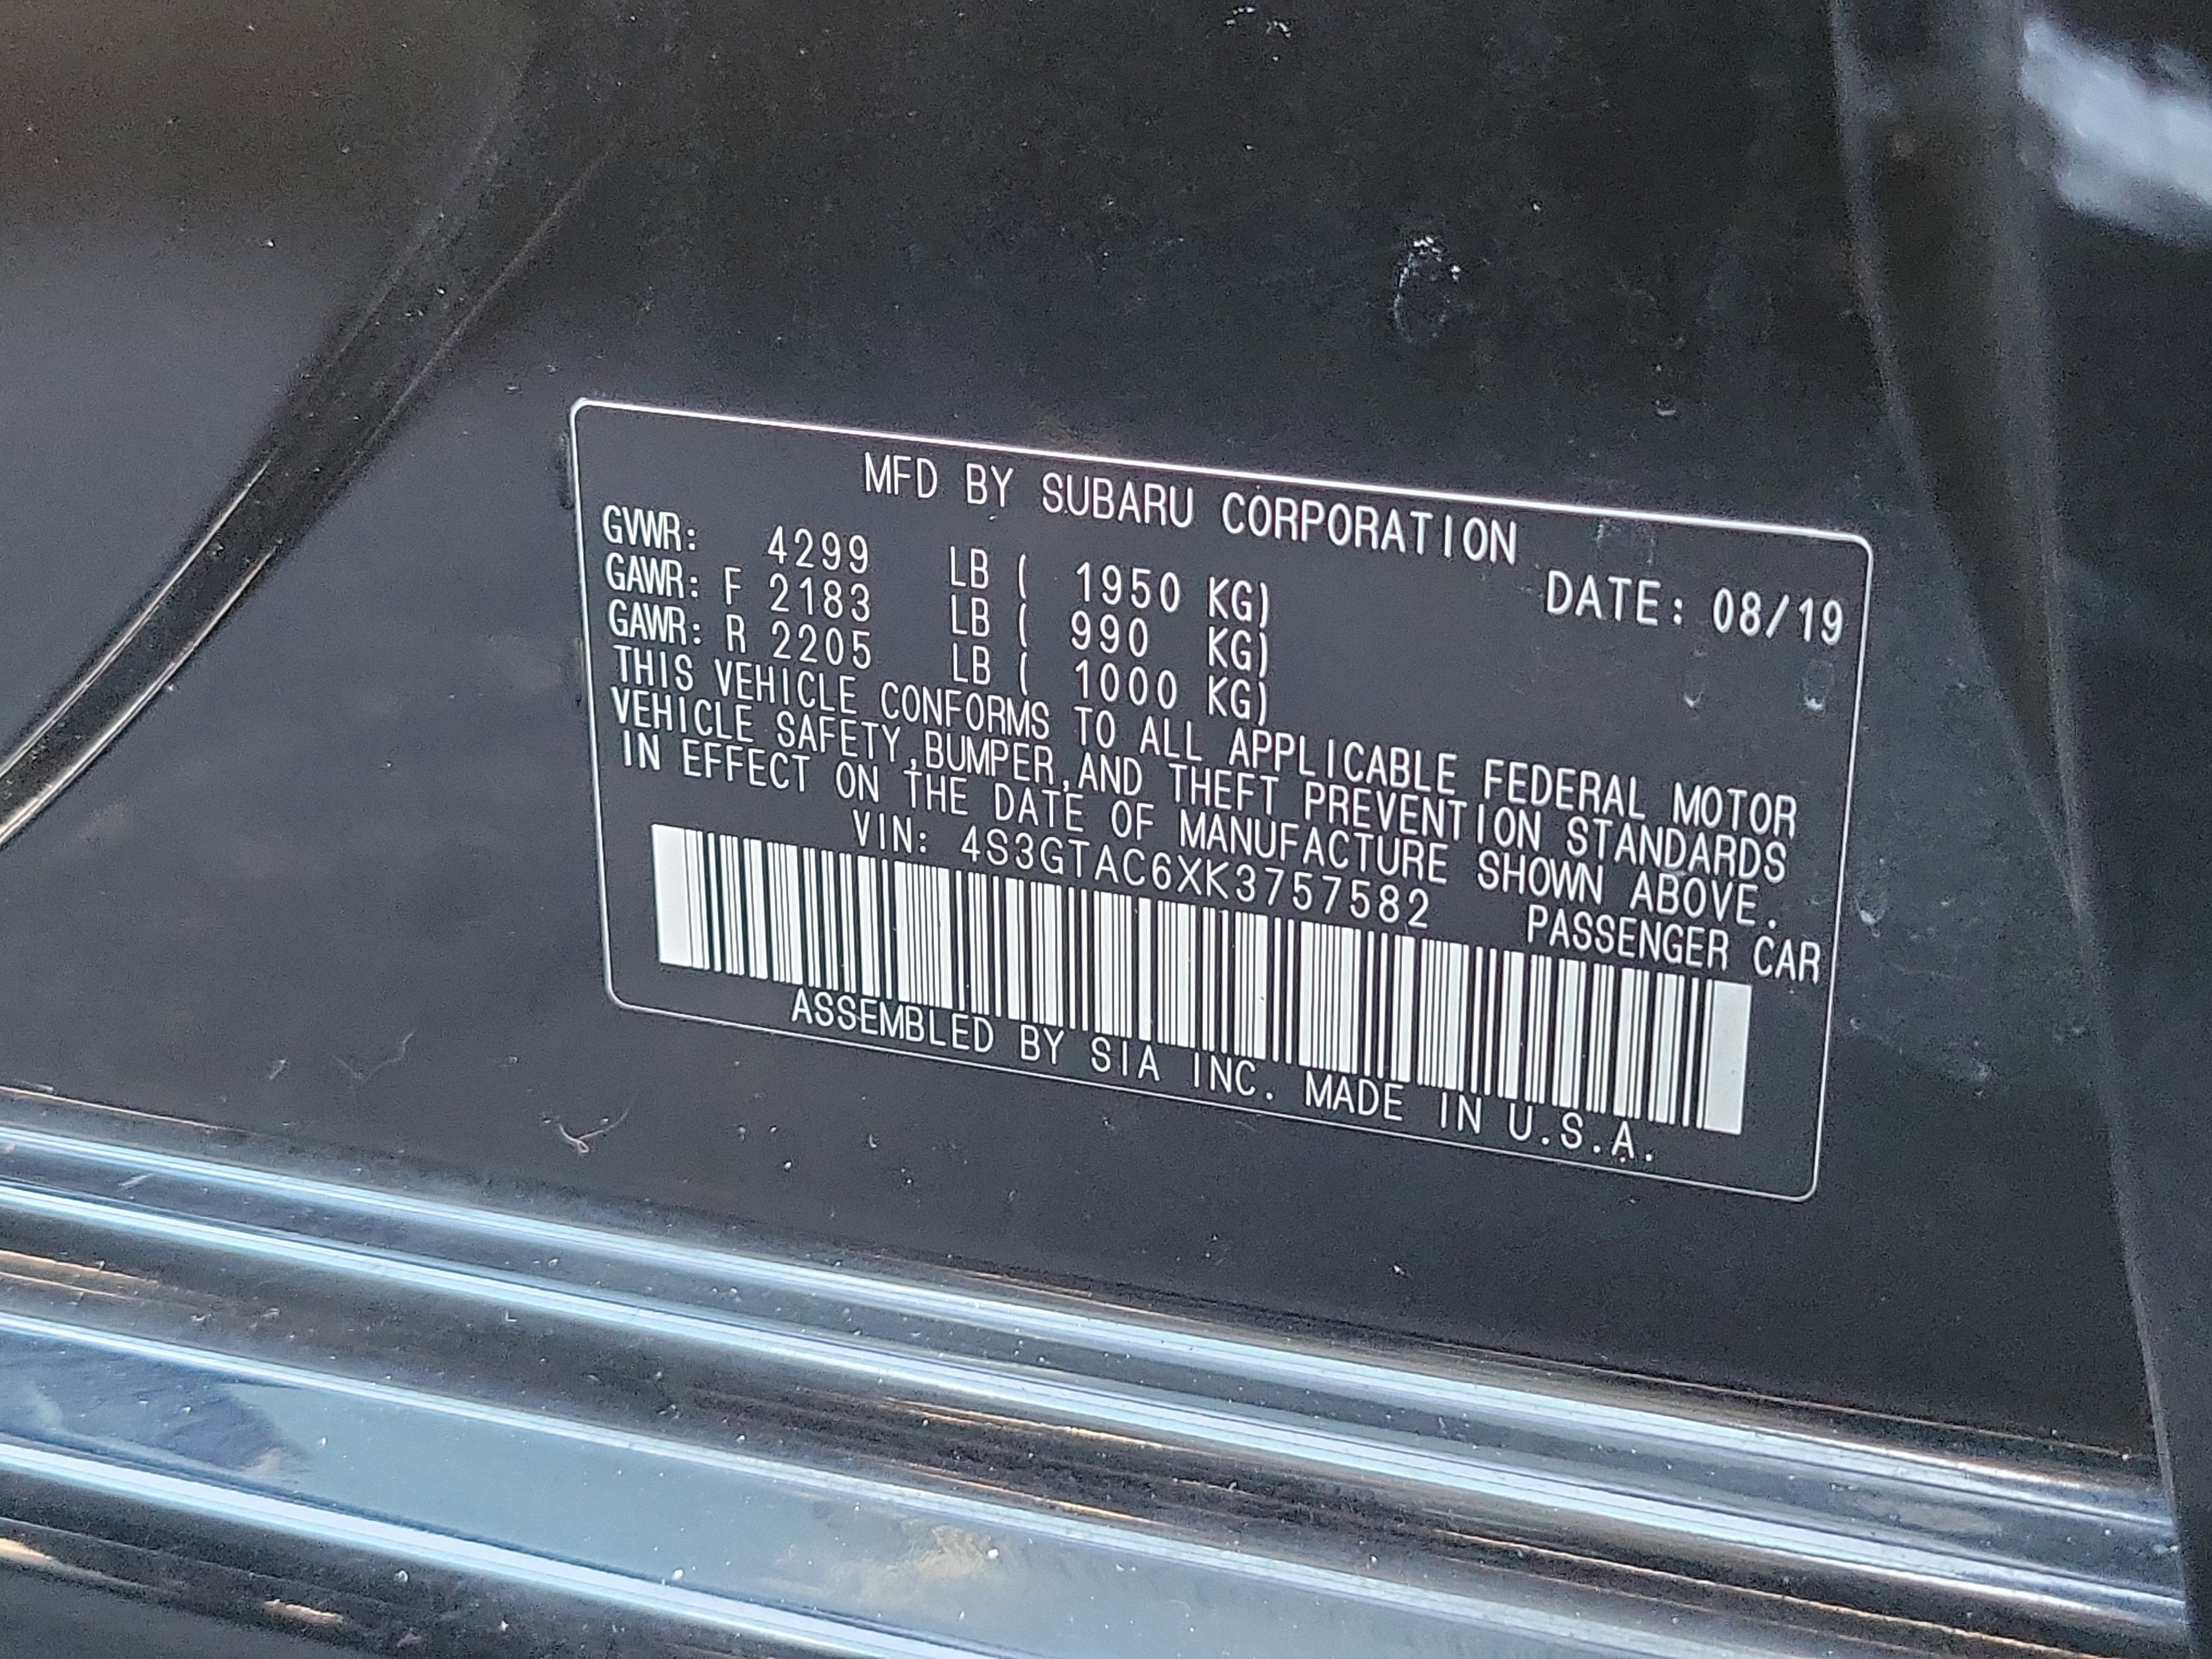 MFD BY SUBARU CORPORATION
DATE: 08/19
GVWR: 4299 LB ( 1950 KG)
GAWR: F 2183 LB ( 990 KG)
GAWR: R 2205 LB ( 1000 KG)
THIS VEHICLE CONFORMS TO ALL APPLICABLE FEDERAL MOTOR
VEHICLE SAFETY,BUMPER,AND THEFT PREVENTION STANDARDS
IN EFFECT ON THE DATE OF MANUFACTURE SHOWN ABOVE.
VIN: 4S3GTAC6XK3757582 PASSENGER CAR
ASSEMBLED BY SIA INC. MADE IN U.S.A.